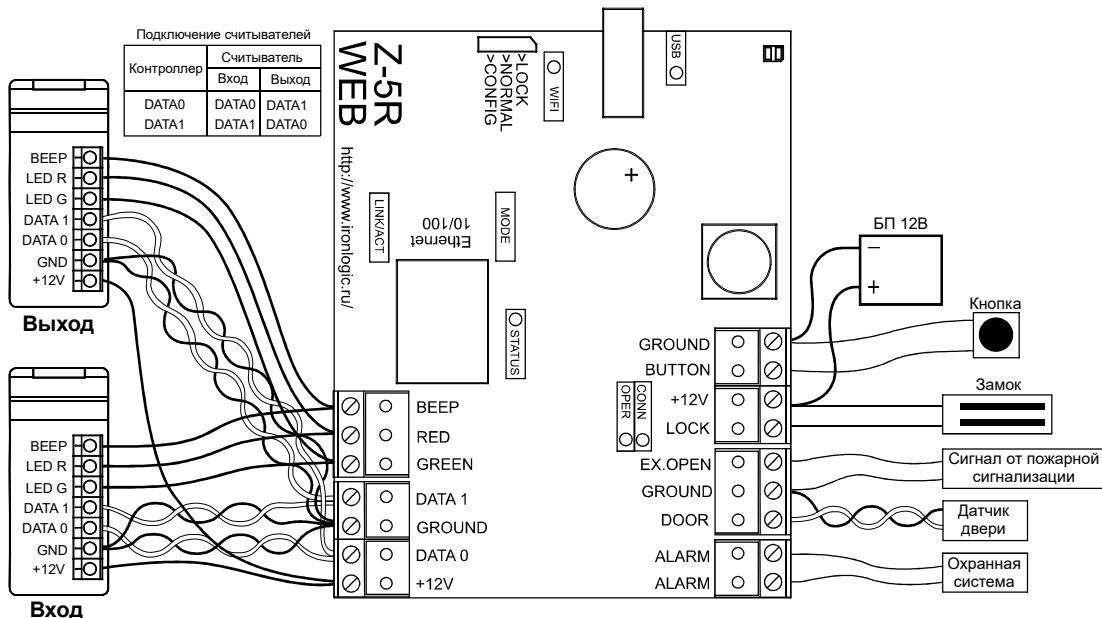 Подключение считывателей
Контроллер
Считыватель
Вход Выход
DATA0 DATA0 DATA1
DATA1 DATA1 DATA0
BEEP
LED R
LED G
DATA 1
DATA 0
GND
+12V
Выход
BEEP
LED R
LED G
DATA 1
DATA 0
GND
+12V
Вход
Z-5R
WEB
http://www.ironlogic.ru/
>LOCK
>NORMAL
>CONFIG
WIFI
USB
+
LINK/ACT
Ethernet
10/100
MODE
STATUS
BEEP
RED
GREEN
DATA 1
GROUND
DATA 0
+12V
CONN
OPER
GROUND
BUTTON
+12V
LOCK
EX.OPEN
GROUND
DOOR
ALARM
ALARM
БП 12В
–
+
Кнопка
Замок
Сигнал от пожарной
сигнализации
Датчик
двери
Охранная
система